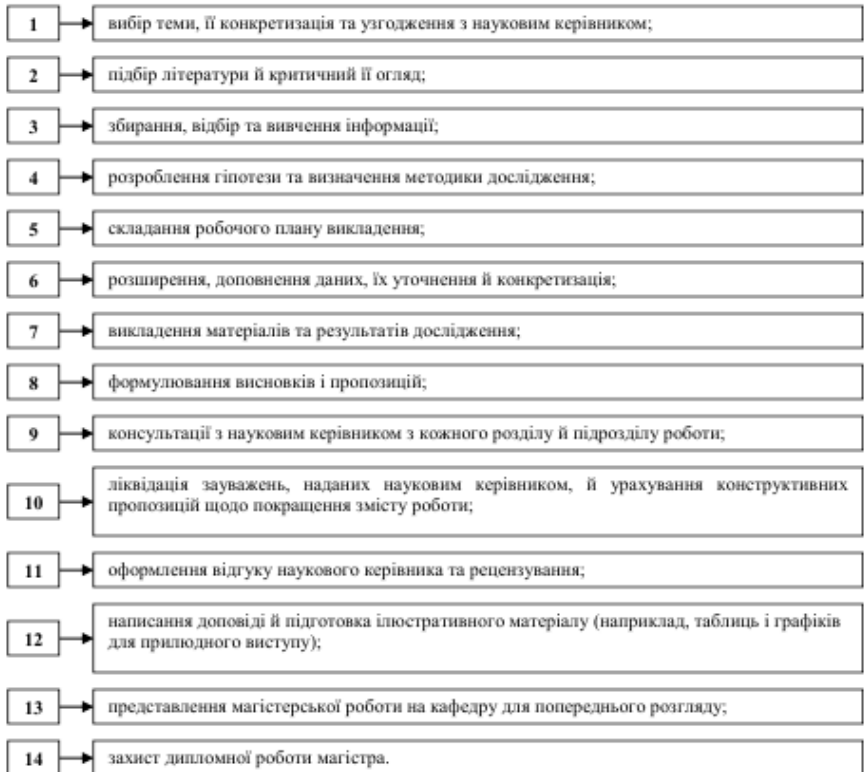 1 вибір теми, її конкретизація та узгодження з науковим керівником;
2 підбір літератури й критичний її огляд;
3 збирання, відбір та вивчення інформації;
4 розроблення гіпотези та визначення методики дослідження;
5 складання робочого плану викладення;
6 розширення, доповнення даних, їх уточнення й конкретизація;
7 викладення матеріалів та результатів дослідження;
8 формулювання висновків і пропозицій;
9 консультації з науковим керівником з кожного розділу й підрозділу роботи;
10 ліквідація зауважень, наданих науковим керівником, й урахування конструктивних
пропозицій щодо покращення змісту роботи;
11 оформлення відгуку наукового керівника та рецензування;
12 написання доповіді й підготовка ілюстративного матеріалу (наприклад, таблиць і графіків
для прилюдного виступу);
13 представлення магістерської роботи на кафедру для попереднього розгляду;
14 захист дипломної роботи магістра.